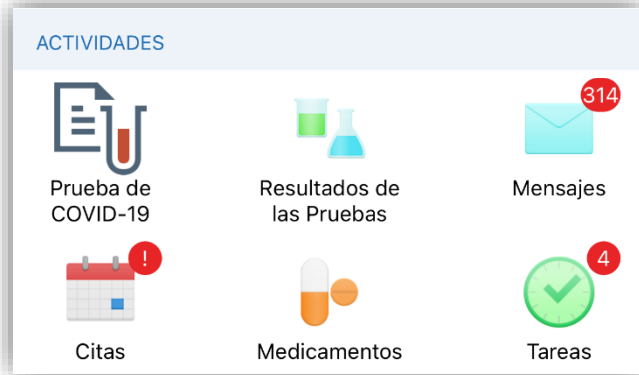 ACTIVIDADES
314
Prueba de
COVID-19
Resultados de
las Pruebas
Mensajes
!
4
Citas
Medicamentos
Tareas